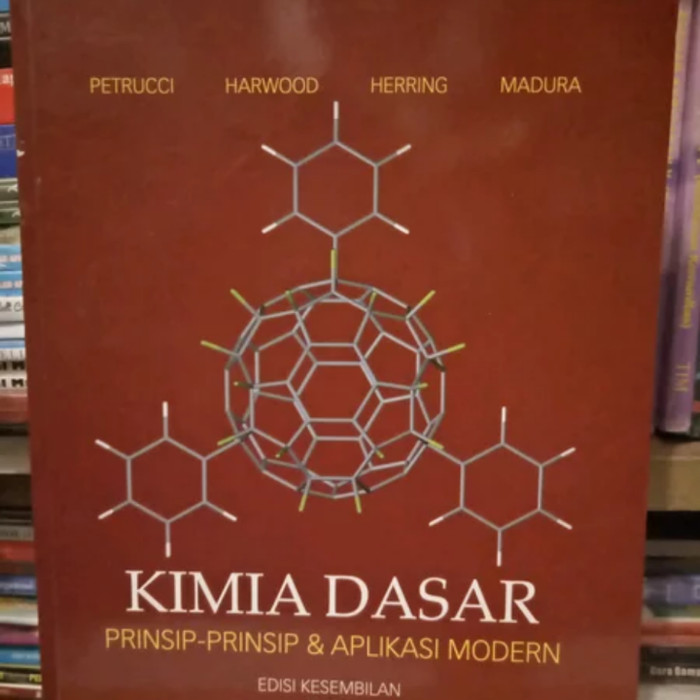 PETRUCCI HARWOOD HERRING MADURA
KIMIA DASAR
PRINSIP-PRINSIP & APLIKASI MODERN
EDISI KESEMBILAN